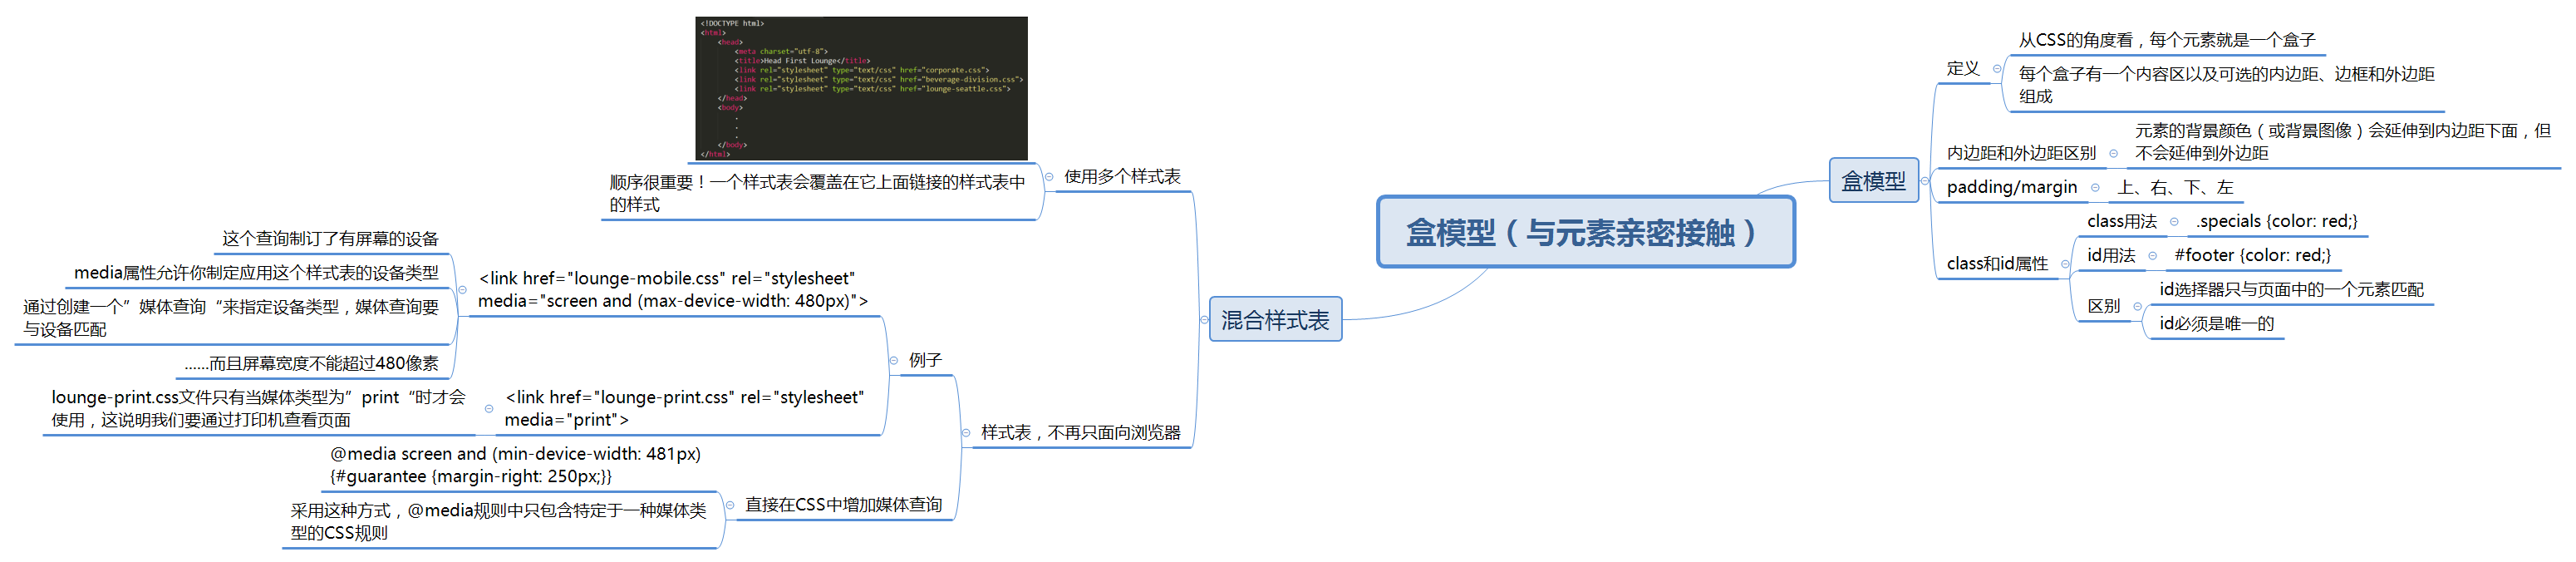 盒模型（与元素亲密接触）
盒模型
定义
从CSS的角度看，每个元素就是一个盒子
每个盒子有一个内容区以及可选的内边距、边框和外边距
组成
内边距和外边距区别
元素的背景颜色（或背景图像）会延伸到内边距下面，但
不会延伸到外边距
padding/margin
上、右、下、左
class和id属性
class用法
.specials {color: red;}
id用法
#footer {color: red;}
区别
id选择器只与页面中的一个元素匹配
id必须是唯一的
混合样式表
使用多个样式表
<!DOCTYPE html>
<html>
<head>
<meta charset="utf-8">
<title>Head First Lounge</title>
<link rel="stylesheet" type="text/css" href="corporate.css">
<link rel="stylesheet" type="text/css" href="beverage-division.css">
<link rel="stylesheet" type="text/css" href="lounge-seattle.css">
</head>
<body>
.
.
.
</body>
</html>
顺序很重要！一个样式表会覆盖在它上面链接的样式表中
的样式
样式表，不再只面向浏览器
例子
<link href="lounge-mobile.css" rel="stylesheet"
media="screen and (max-device-width: 480px)">
这个查询制订了有屏幕的设备
media属性允许你制定应用这个样式表的设备类型
通过创建一个”媒体查询“来指定设备类型，媒体查询要
与设备匹配
......而且屏幕宽度不能超过480像素
<link href="lounge-print.css" rel="stylesheet"
media="print">
lounge-print.css文件只有当媒体类型为”print“时才会
使用，这说明我们要通过打印机查看页面
直接在CSS中增加媒体查询
@media screen and (min-device-width: 481px)
{#guarantee {margin-right: 250px;}}
采用这种方式，@media规则中只包含特定于一种媒体类
型的CSS规则